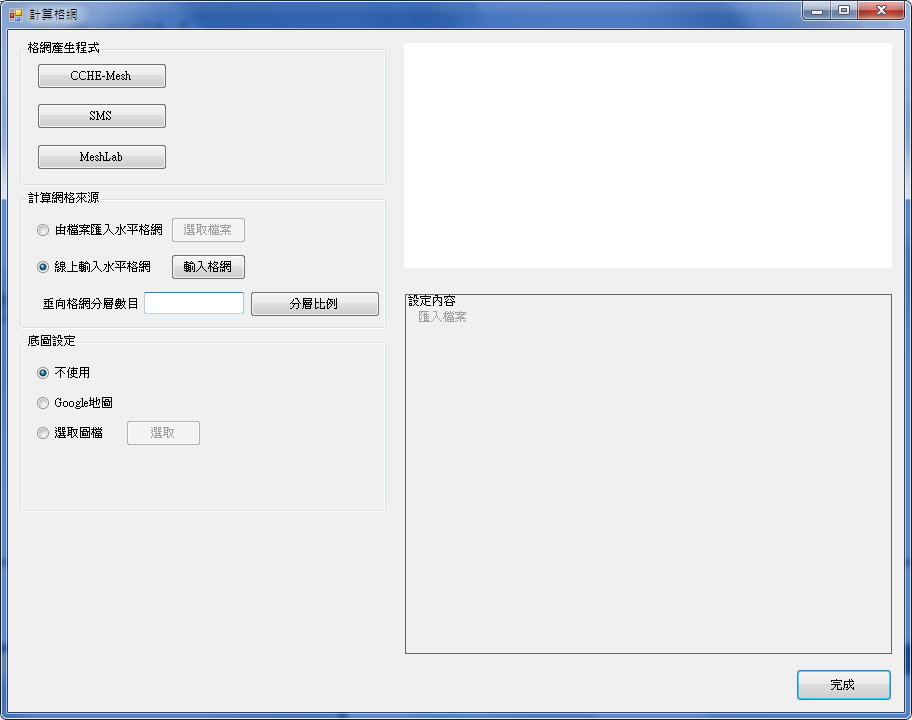 計算格網
格網產生程式
CCHE-Mesh
SMS
MeshLab
計算網格來源
由檔案匯入水平格網
選取檔案
線上輸入水平格網
輸入格網
垂向格網分層數目
分層比例
底圖設定
不使用
Google地圖
選取圖檔
選取
設定內容
匯入檔案
完成